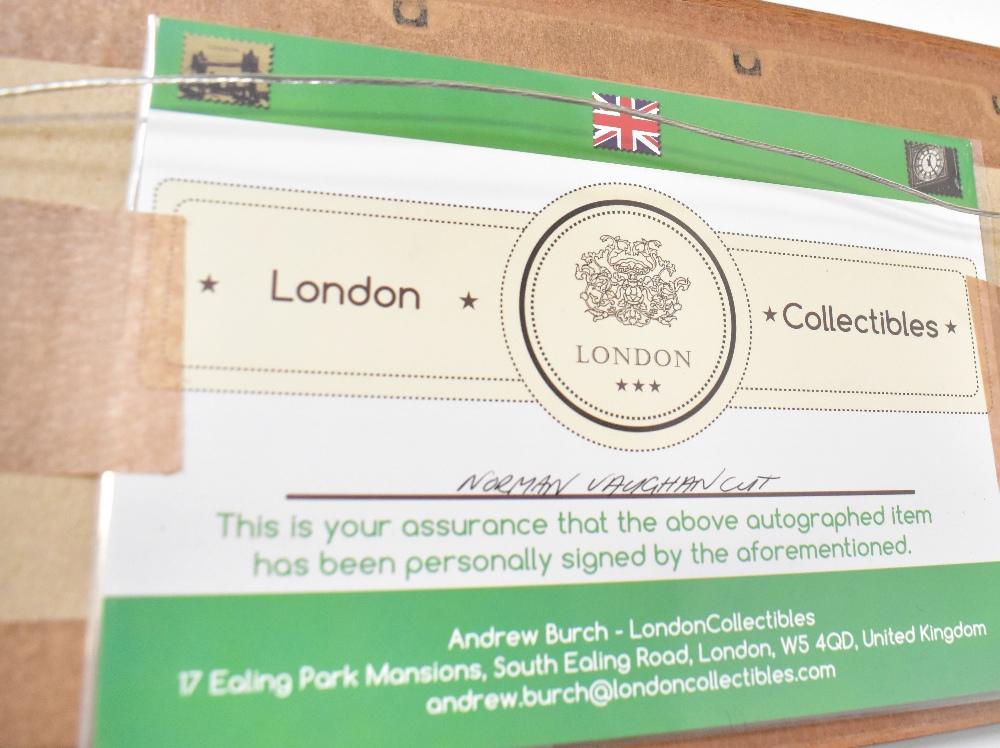 London
Collectibles
LONDON
NORMAN VAUGHAN CUT
This is your assurance that the above autographed item
has been personally signed by the aforementioned.
Andrew Burch - LondonCollectibles
17 Ealing Park Mansions, South Ealing Road, London, W5 4QD, United Kingdom
andrew.burch@londoncollectibles.com